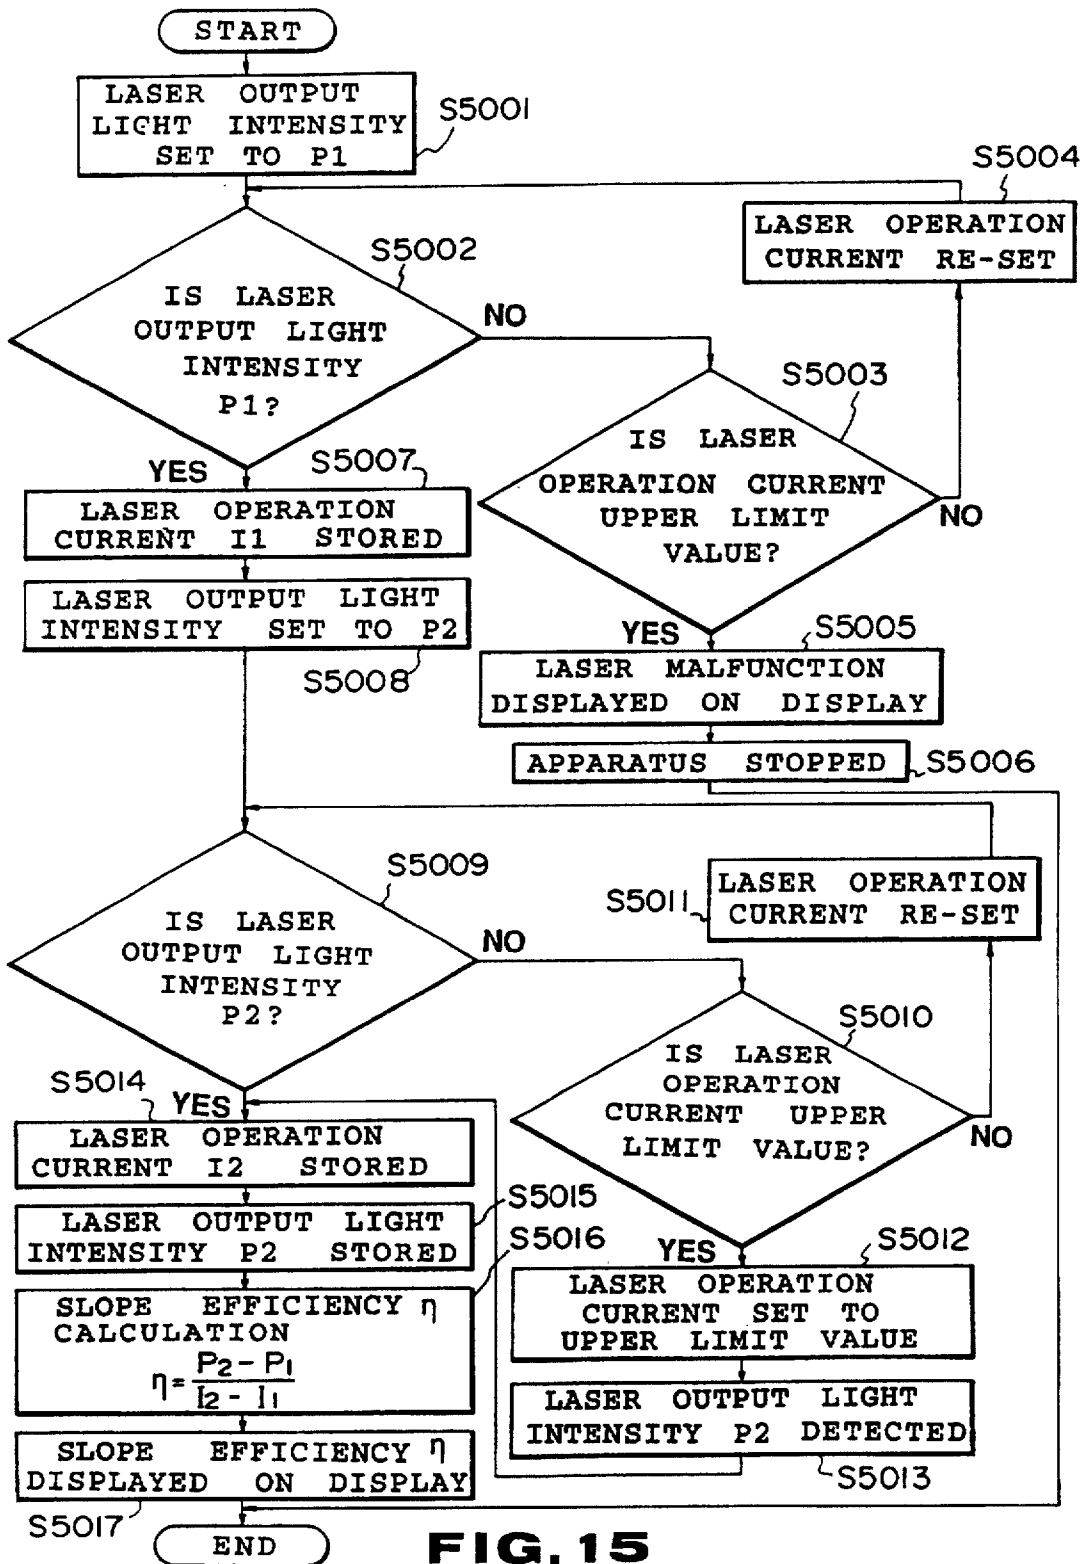 START
LASER OUTPUT
LIGHT INTENSITY
SET TO P1
S5001
S5004
LASER OPERATION
CURRENT RE-SET
S5002
IS LASER
OUTPUT LIGHT
INTENSITY
P1?
NO
S5003
IS LASER
OPERATION CURRENT
UPPER LIMIT
VALUE?
NO
YES
S5007
LASER OPERATION
CURRENT I1 STORED
LASER OUTPUT LIGHT
INTENSITY SET TO P2
S5008
YES
S5005
LASER MALFUNCTION
DISPLAYED ON DISPLAY
APPARATUS STOPPED
S5006
S5009
IS LASER
OUTPUT LIGHT
INTENSITY
P2?
NO
S5011
LASER OPERATION
CURRENT RE-SET
S5010
IS LASER
OPERATION
CURRENT UPPER
LIMIT VALUE?
NO
S5014
YES
LASER OPERATION
CURRENT I2 STORED
S5015
LASER OUTPUT LIGHT
INTENSITY P2 STORED
S5016
SLOPE EFFICIENCY η
CALCULATION
η = P2 − P1 / I2 − I1
SLOPE EFFICIENCY η
DISPLAYED ON DISPLAY
S5017
YES
S5012
LASER OPERATION
CURRENT SET TO
UPPER LIMIT VALUE
LASER OUTPUT LIGHT
INTENSITY P2 DETECTED
S5013
END
FIG. 15